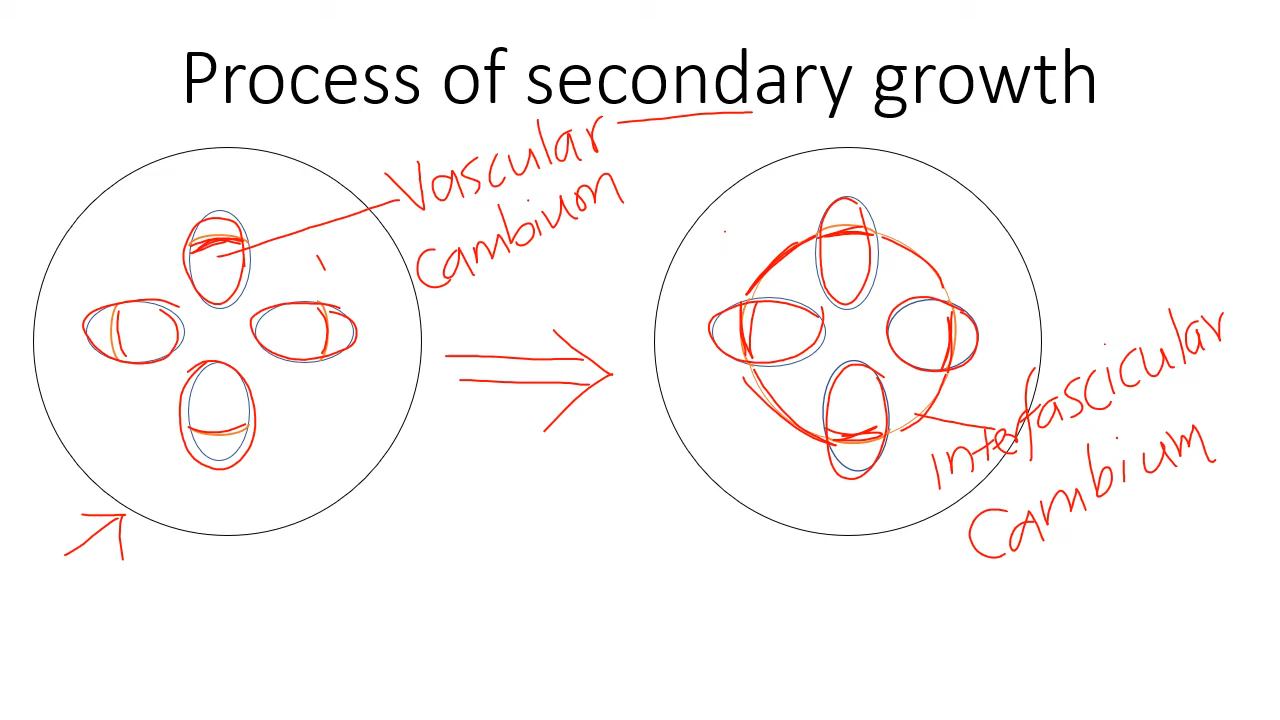 Process of secondary growth
Vascular
Cambium
Interfascicular
Cambium